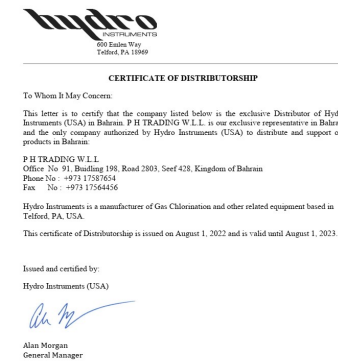 hydro
INSTRUMENTS
600 Emlen Way
Telford, PA 18969
CERTIFICATE OF DISTRIBUTORSHIP
To Whom It May Concern:
This letter is to certify that the company listed below is the exclusive Distributor of Hyd
Instruments (USA) in Bahrain. P H TRADING W.L.L. is our exclusive representative in Bahra
and the only company authorized by Hydro Instruments (USA) to distribute and support o
products in Bahrain:
P H TRADING W.L.L
Office No 91, Buidling 198, Road 2803, Seef 428, Kingdom of Bahrain
Phone No : +973 17587654
Fax No : +973 17564456
Hydro Instruments is a manufacturer of Gas Chlorination and other related equipment based in
Telford, PA, USA.
This certificate of Distributorship is issued on August 1, 2022 and is valid until August 1, 2023.
Issued and certified by:
Hydro Instruments (USA)
Alan Morgan
General Manager